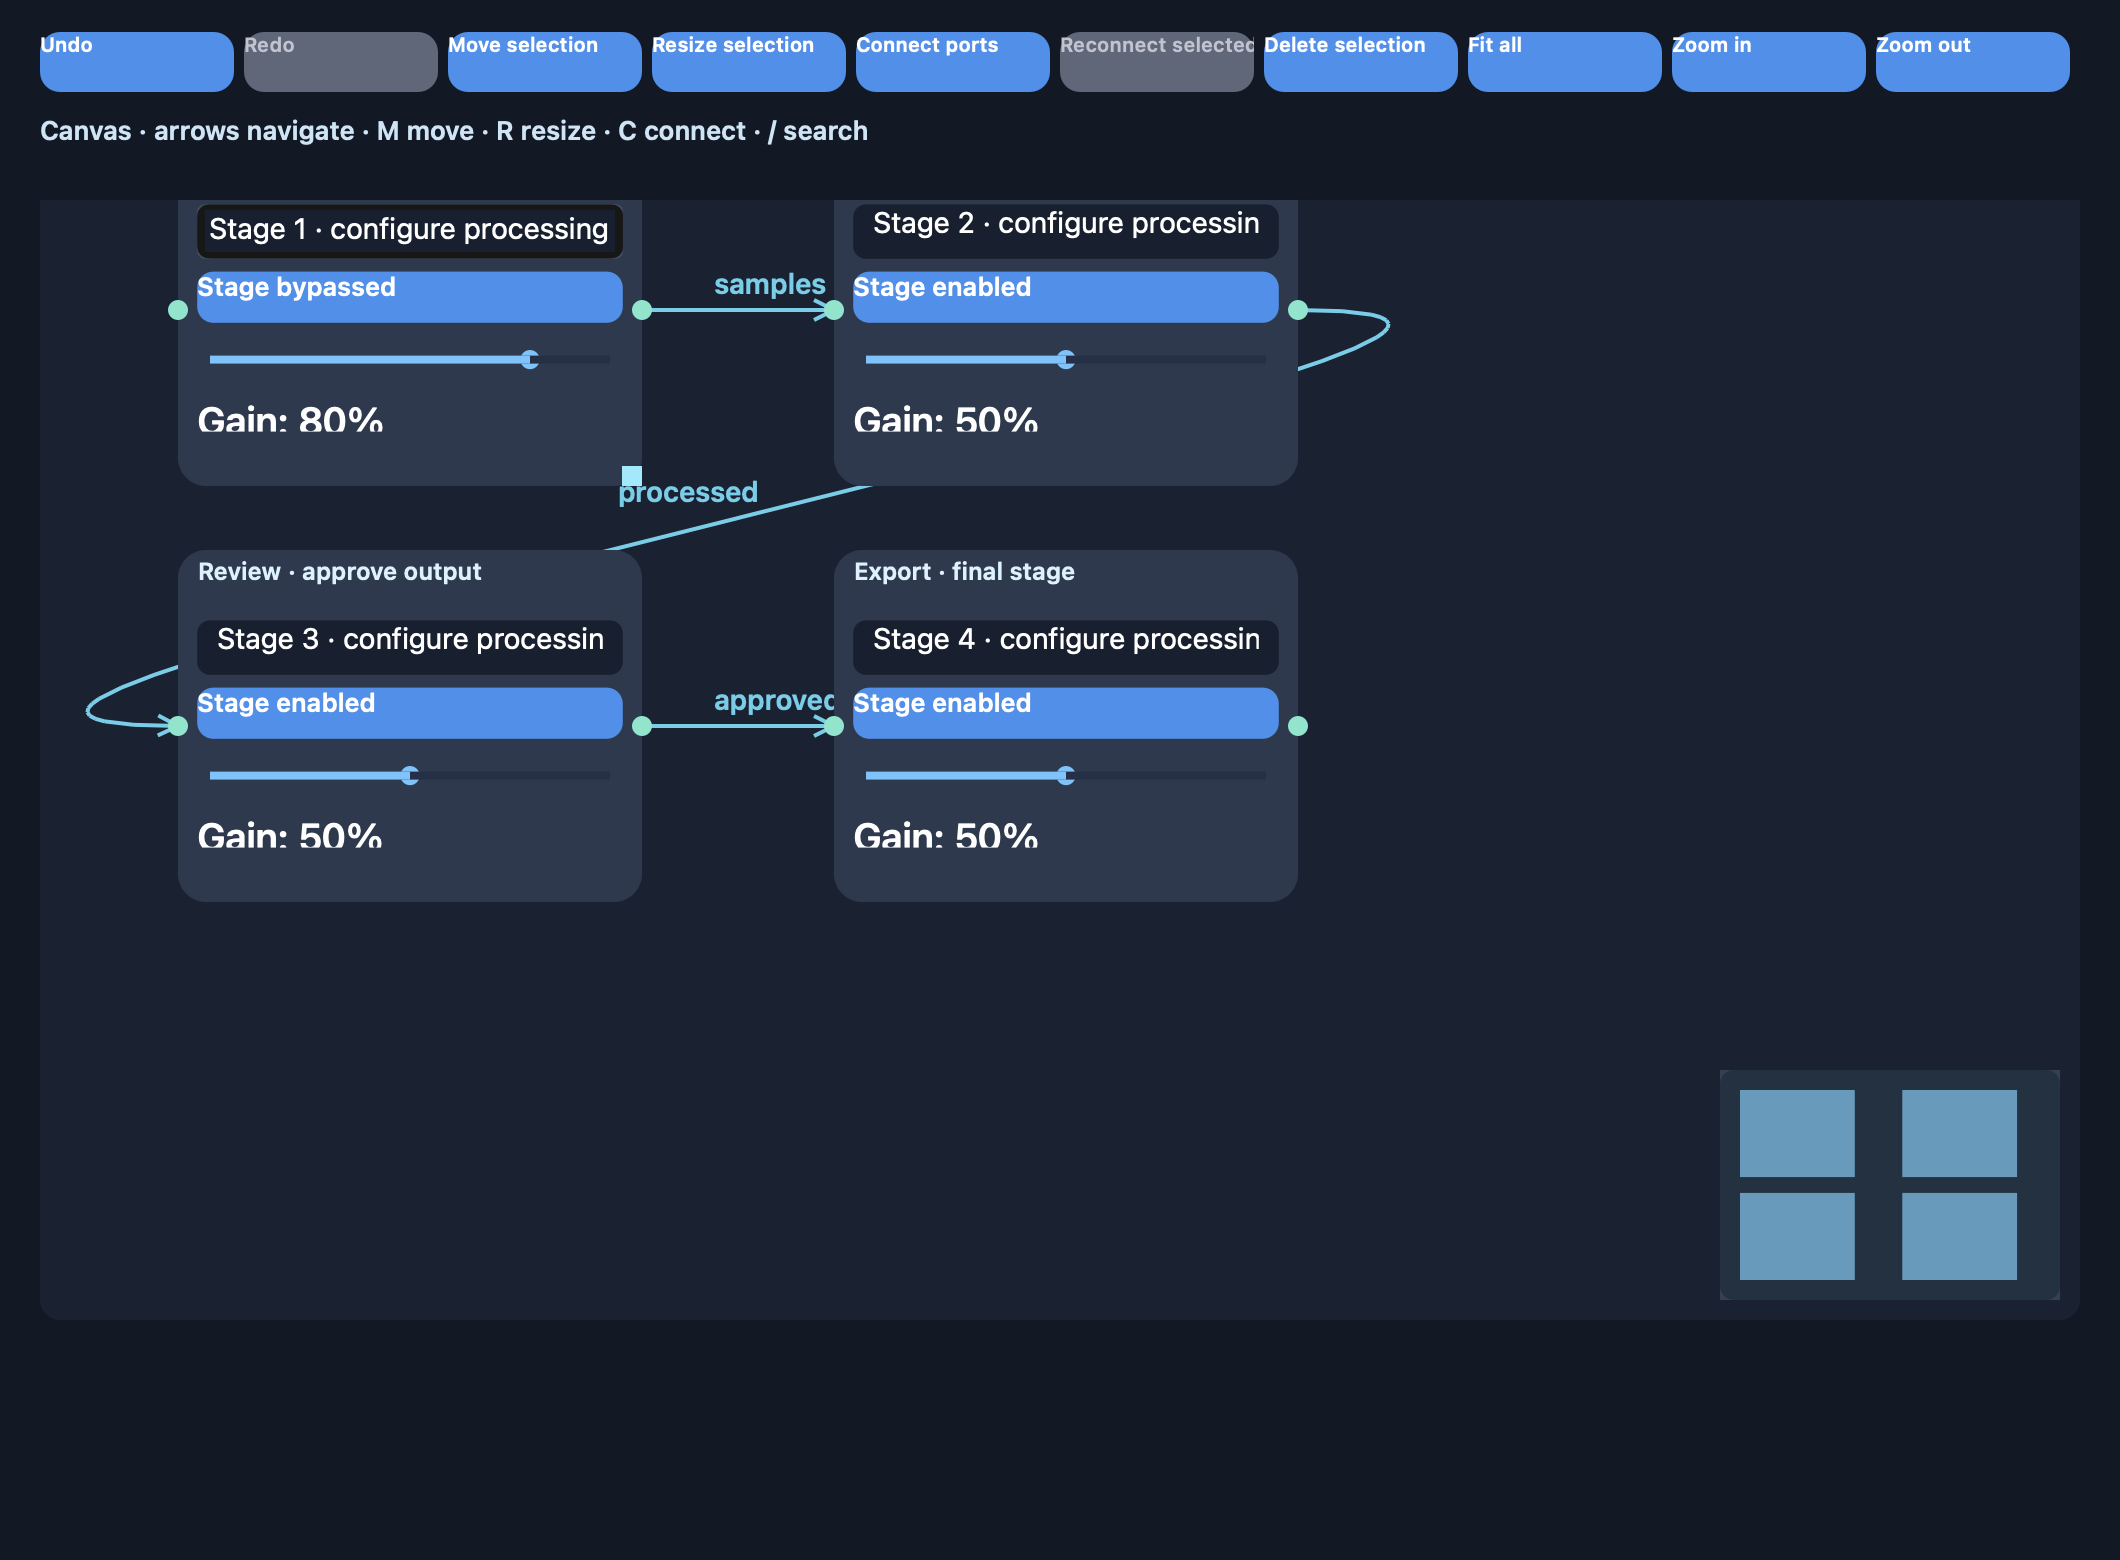 Undo
Redo
Move selection
Resize selection
Connect ports
Reconnect selected
Delete selection
Fit all
Zoom in
Zoom out
Canvas · arrows navigate · M move · R resize · C connect · / search
Stage 1 · configure processing
Stage 2 · configure processin
Stage bypassed
samples
Stage enabled
Gain: 80%
Gain: 50%
processed
Review · approve output
Export · final stage
Stage 3 · configure processin
Stage 4 · configure processin
Stage enabled
approved
Stage enabled
Gain: 50%
Gain: 50%